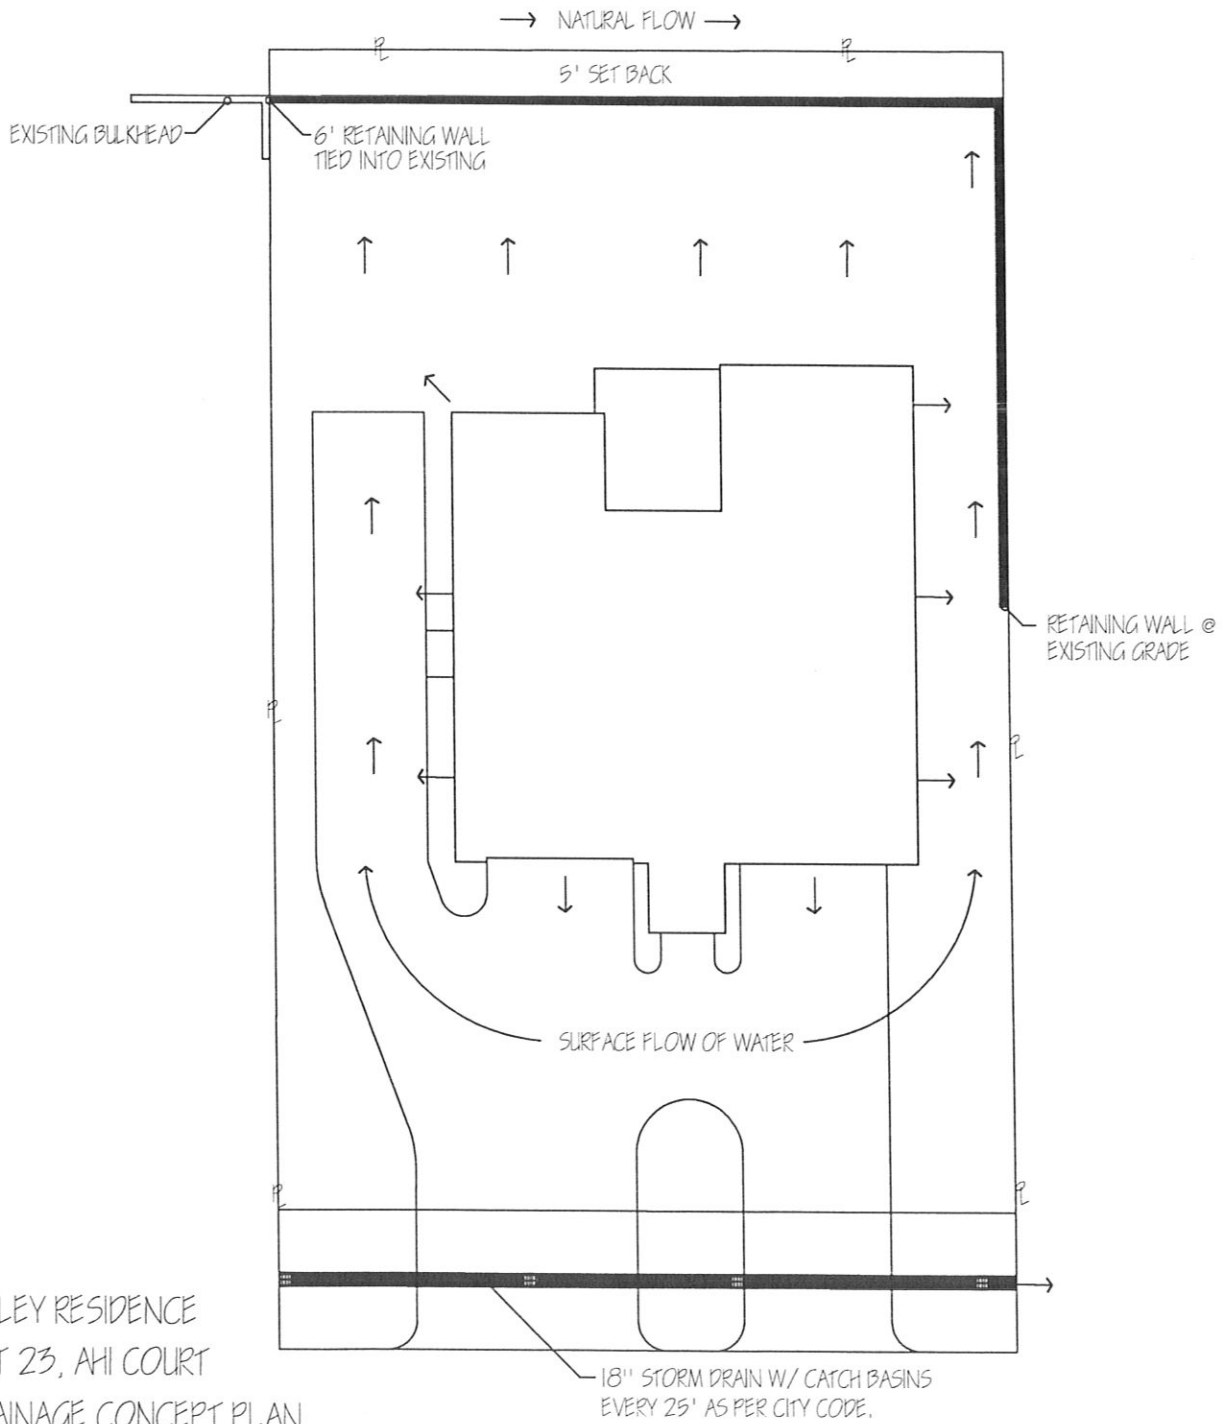 NATURAL FLOW
PL PL
5' SET BACK
EXISTING BULKHEAD
6' RETAINING WALL
TIED INTO EXISTING
RETAINING WALL @
EXISTING GRADE
PL
PL
SURFACE FLOW OF WATER
PL PL
LEY RESIDENCE
T 23, AHI COURT
AINAGE CONCEPT PLAN
18" STORM DRAIN W/ CATCH BASINS
EVERY 25' AS PER CITY CODE.